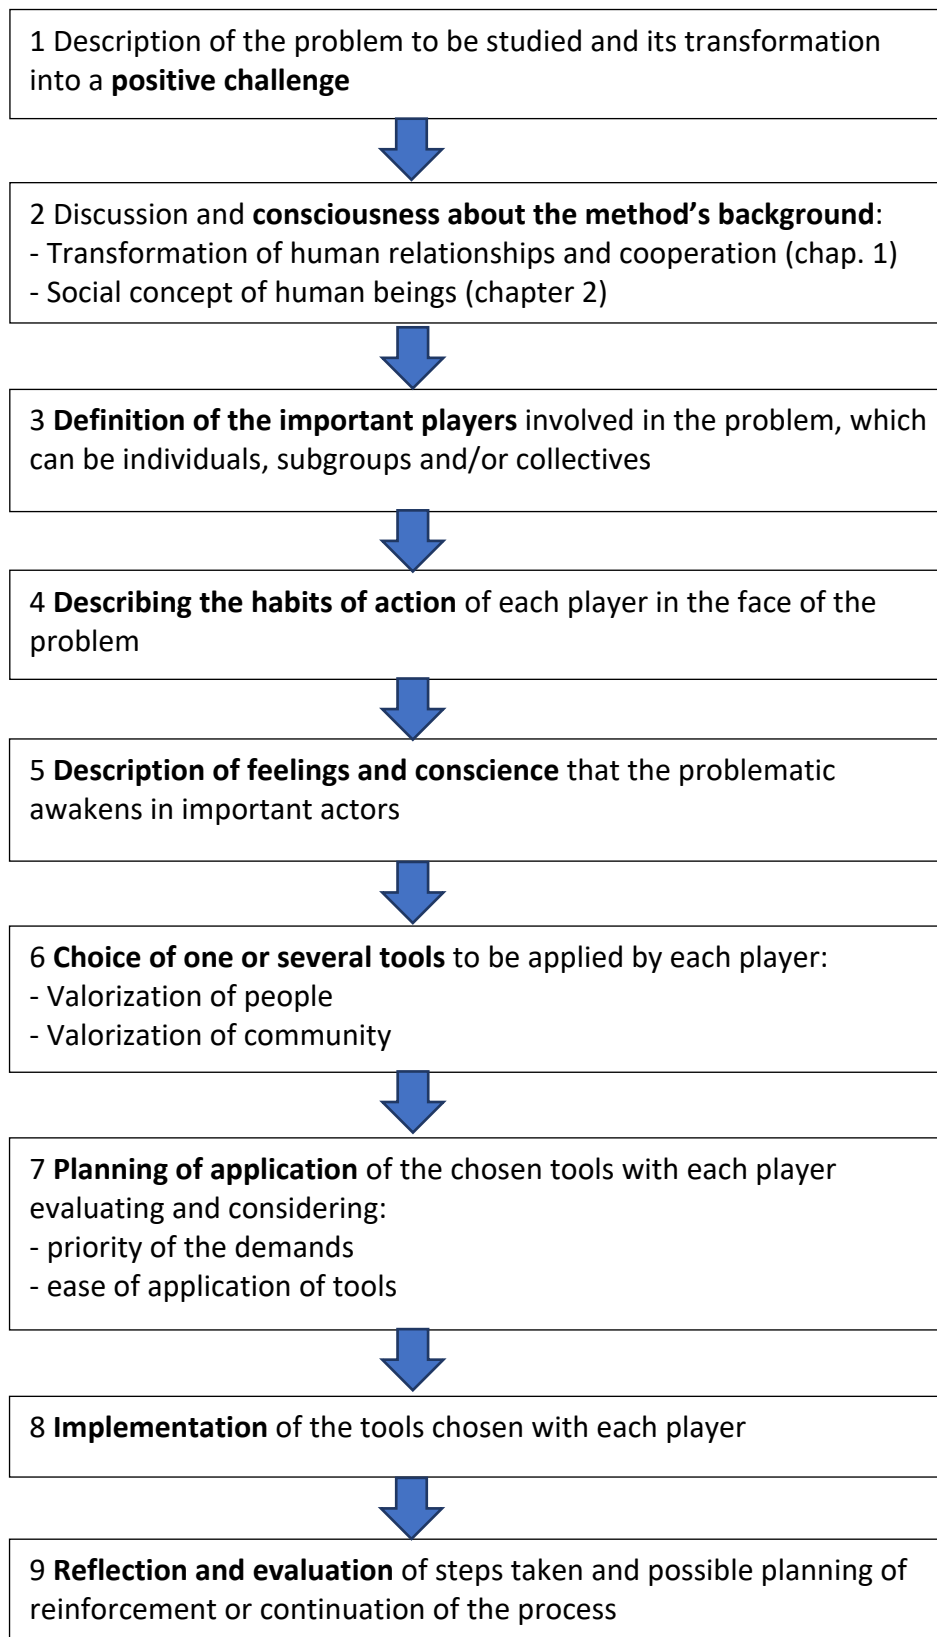 1 Description of the problem to be studied and its transformation
into a positive challenge
2 Discussion and consciousness about the method’s background:
- Transformation of human relationships and cooperation (chap. 1)
- Social concept of human beings (chapter 2)
3 Definition of the important players involved in the problem, which
can be individuals, subgroups and/or collectives
4 Describing the habits of action of each player in the face of the
problem
5 Description of feelings and conscience that the problematic
awakens in important actors
6 Choice of one or several tools to be applied by each player:
- Valorization of people
- Valorization of community
7 Planning of application of the chosen tools with each player
evaluating and considering:
- priority of the demands
- ease of application of tools
8 Implementation of the tools chosen with each player
9 Reflection and evaluation of steps taken and possible planning of
reinforcement or continuation of the process